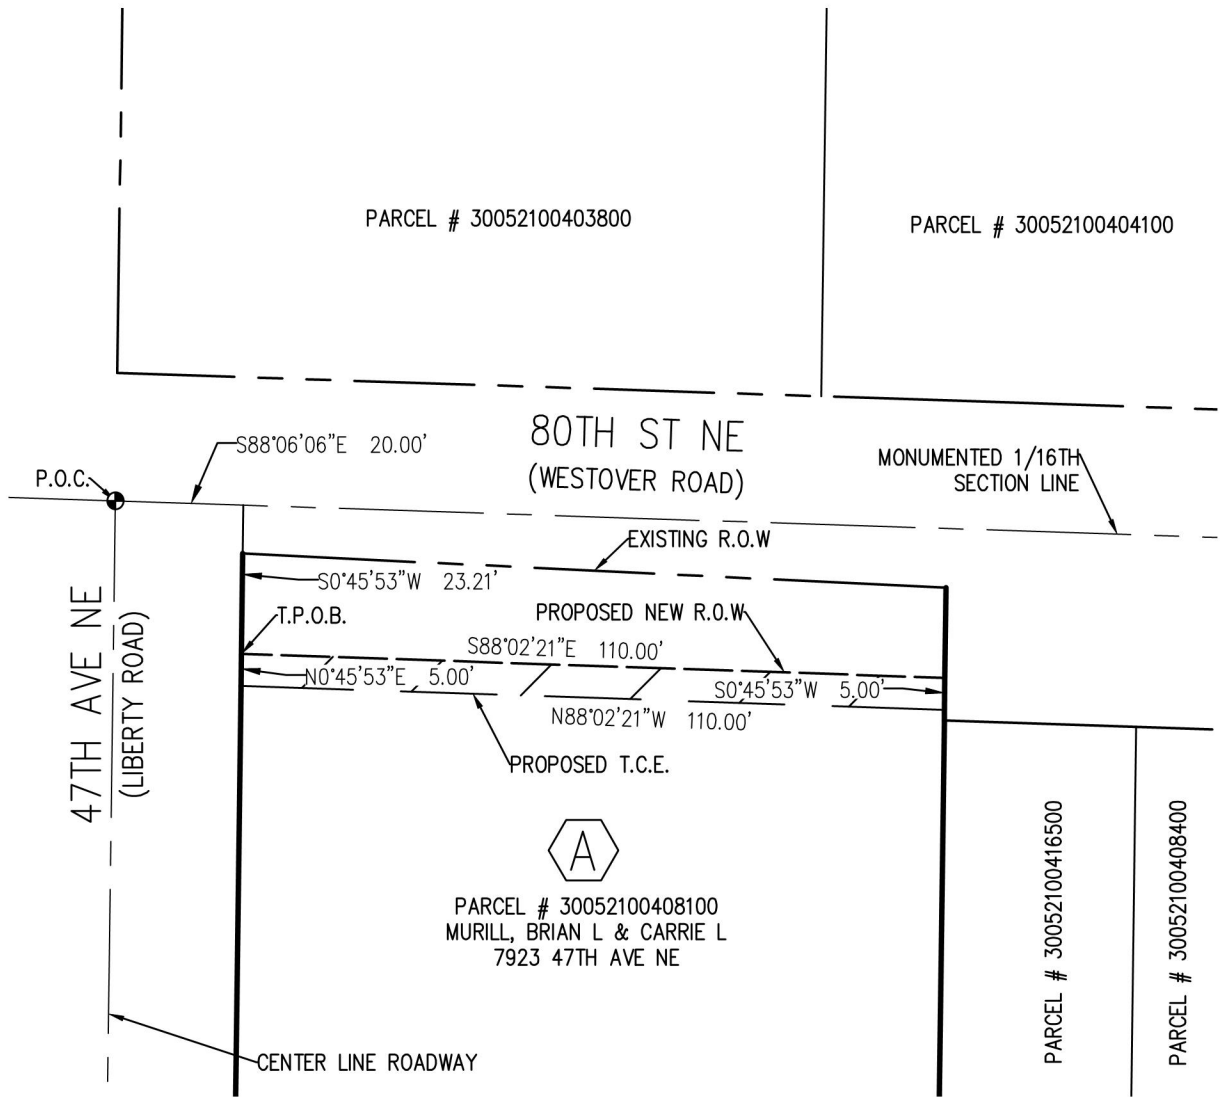 PARCEL # 30052100403800
PARCEL # 30052100404100
80TH ST NE
(WESTOVER ROAD)
S88°06'06"E 20.00'
P.O.C.
MONUMENTED 1/16TH
SECTION LINE
EXISTING R.O.W
S0°45'53"W 23.21'
T.P.O.B.
PROPOSED NEW R.O.W
S88°02'21"E 110.00'
N0°45'53"E 5.00'
S0°45'53"W 5.00'
N88°02'21"W 110.00'
PROPOSED T.C.E.
47TH AVE NE
(LIBERTY ROAD)
A
PARCEL # 30052100408100
MURILL, BRIAN L & CARRIE L
7923 47TH AVE NE
PARCEL # 30052100416500
PARCEL # 30052100408400
CENTER LINE ROADWAY